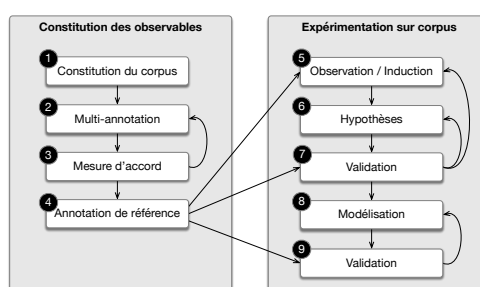 Constitution des observables
1
Constitution du corpus
2
Multi-annotation
3
Mesure d'accord
4
Annotation de référence
Expérimentation sur corpus
5
Observation / Induction
6
Hypothèses
7
Validation
8
Modélisation
9
Validation